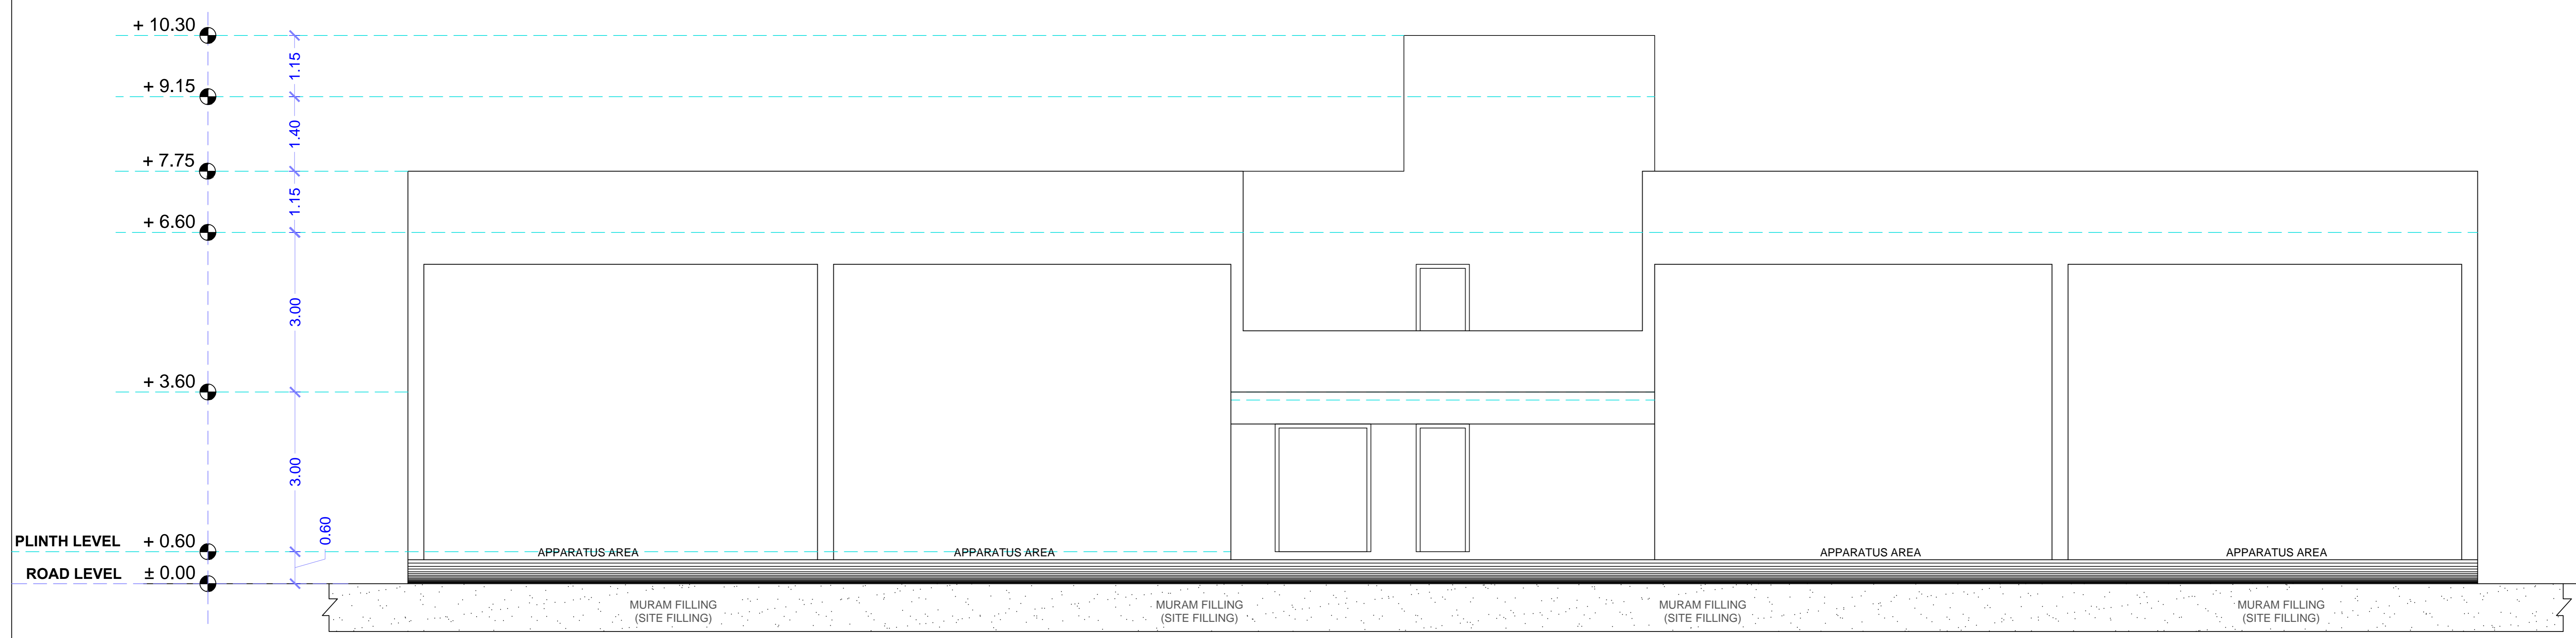 + 10.30
1.15
+ 9.15
1.40
+ 7.75
1.15
+ 6.60
3.00
+ 3.60
3.00
0.60
PLINTH LEVEL + 0.60
APPARATUS AREA
APPARATUS AREA
APPARATUS AREA
APPARATUS AREA
ROAD LEVEL ± 0.00
MURAM FILLING
(SITE FILLING)
MURAM FILLING
(SITE FILLING)
MURAM FILLING
(SITE FILLING)
MURAM FILLING
(SITE FILLING)